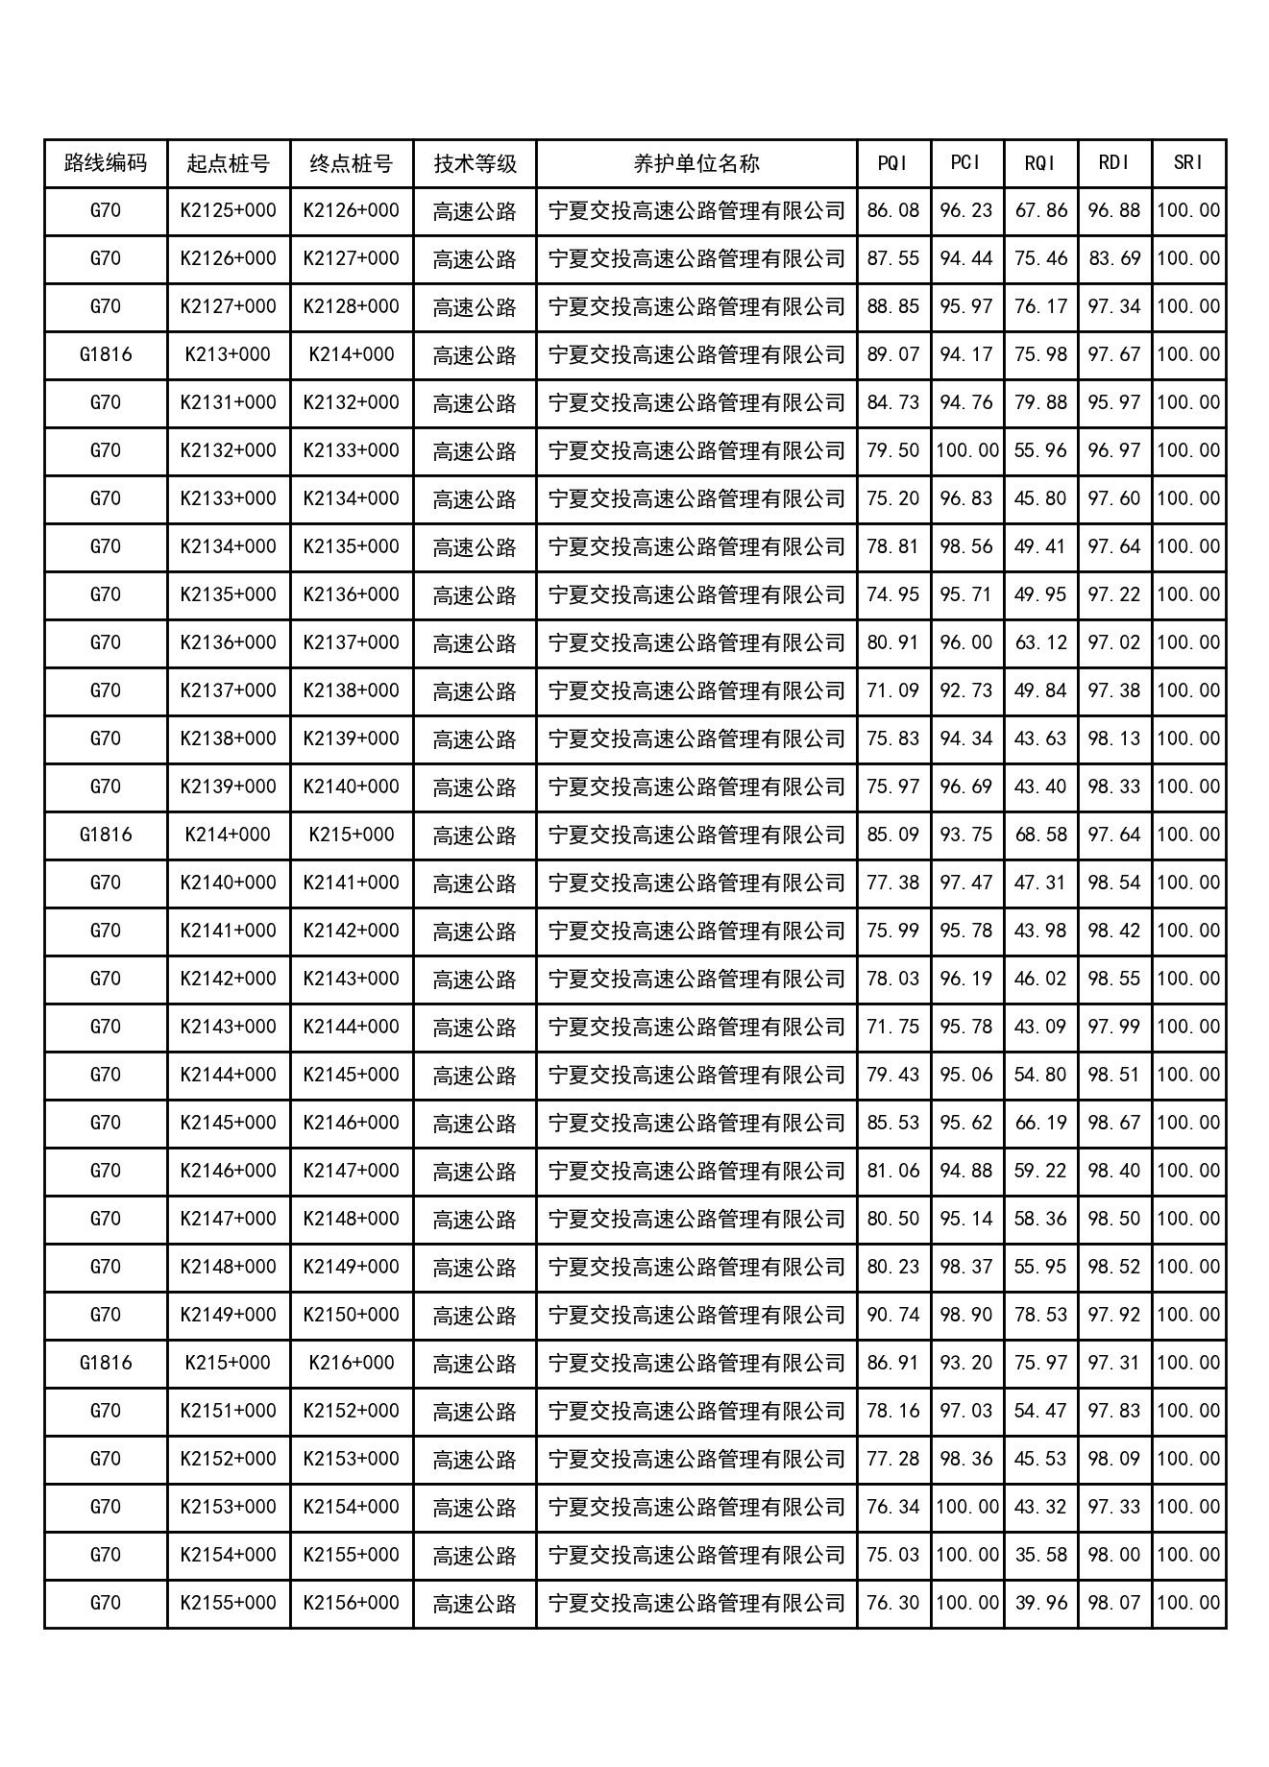 路线编码 起点桩号 终点桩号 技术等级 养护单位名称 PQI PCI RQI RDI SRI
G70 K2125+000 K2126+000 高速公路 宁夏交投高速公路管理有限公司 86.08 96.23 67.86 96.88 100.00
G70 K2126+000 K2127+000 高速公路 宁夏交投高速公路管理有限公司 87.55 94.44 75.46 83.69 100.00
G70 K2127+000 K2128+000 高速公路 宁夏交投高速公路管理有限公司 88.85 95.97 76.17 97.34 100.00
G1816 K213+000 K214+000 高速公路 宁夏交投高速公路管理有限公司 89.07 94.17 75.98 97.67 100.00
G70 K2131+000 K2132+000 高速公路 宁夏交投高速公路管理有限公司 84.73 94.76 79.88 95.97 100.00
G70 K2132+000 K2133+000 高速公路 宁夏交投高速公路管理有限公司 79.50 100.00 55.96 96.97 100.00
G70 K2133+000 K2134+000 高速公路 宁夏交投高速公路管理有限公司 75.20 96.83 45.80 97.60 100.00
G70 K2134+000 K2135+000 高速公路 宁夏交投高速公路管理有限公司 78.81 98.56 49.41 97.64 100.00
G70 K2135+000 K2136+000 高速公路 宁夏交投高速公路管理有限公司 74.95 95.71 49.95 97.22 100.00
G70 K2136+000 K2137+000 高速公路 宁夏交投高速公路管理有限公司 80.91 96.00 63.12 97.02 100.00
G70 K2137+000 K2138+000 高速公路 宁夏交投高速公路管理有限公司 71.09 92.73 49.84 97.38 100.00
G70 K2138+000 K2139+000 高速公路 宁夏交投高速公路管理有限公司 75.83 94.34 43.63 98.13 100.00
G70 K2139+000 K2140+000 高速公路 宁夏交投高速公路管理有限公司 75.97 96.69 43.40 98.33 100.00
G1816 K214+000 K215+000 高速公路 宁夏交投高速公路管理有限公司 85.09 93.75 68.58 97.64 100.00
G70 K2140+000 K2141+000 高速公路 宁夏交投高速公路管理有限公司 77.38 97.47 47.31 98.54 100.00
G70 K2141+000 K2142+000 高速公路 宁夏交投高速公路管理有限公司 75.99 95.78 43.98 98.42 100.00
G70 K2142+000 K2143+000 高速公路 宁夏交投高速公路管理有限公司 78.03 96.19 46.02 98.55 100.00
G70 K2143+000 K2144+000 高速公路 宁夏交投高速公路管理有限公司 71.75 95.78 43.09 97.99 100.00
G70 K2144+000 K2145+000 高速公路 宁夏交投高速公路管理有限公司 79.43 95.06 54.80 98.51 100.00
G70 K2145+000 K2146+000 高速公路 宁夏交投高速公路管理有限公司 85.53 95.62 66.19 98.67 100.00
G70 K2146+000 K2147+000 高速公路 宁夏交投高速公路管理有限公司 81.06 94.88 59.22 98.40 100.00
G70 K2147+000 K2148+000 高速公路 宁夏交投高速公路管理有限公司 80.50 95.14 58.36 98.50 100.00
G70 K2148+000 K2149+000 高速公路 宁夏交投高速公路管理有限公司 80.23 98.37 55.95 98.52 100.00
G70 K2149+000 K2150+000 高速公路 宁夏交投高速公路管理有限公司 90.74 98.90 78.53 97.92 100.00
G1816 K215+000 K216+000 高速公路 宁夏交投高速公路管理有限公司 86.91 93.20 75.97 97.31 100.00
G70 K2151+000 K2152+000 高速公路 宁夏交投高速公路管理有限公司 78.16 97.03 54.47 97.83 100.00
G70 K2152+000 K2153+000 高速公路 宁夏交投高速公路管理有限公司 77.28 98.36 45.53 98.09 100.00
G70 K2153+000 K2154+000 高速公路 宁夏交投高速公路管理有限公司 76.34 100.00 43.32 97.33 100.00
G70 K2154+000 K2155+000 高速公路 宁夏交投高速公路管理有限公司 75.03 100.00 35.58 98.00 100.00
G70 K2155+000 K2156+000 高速公路 宁夏交投高速公路管理有限公司 76.30 100.00 39.96 98.07 100.00